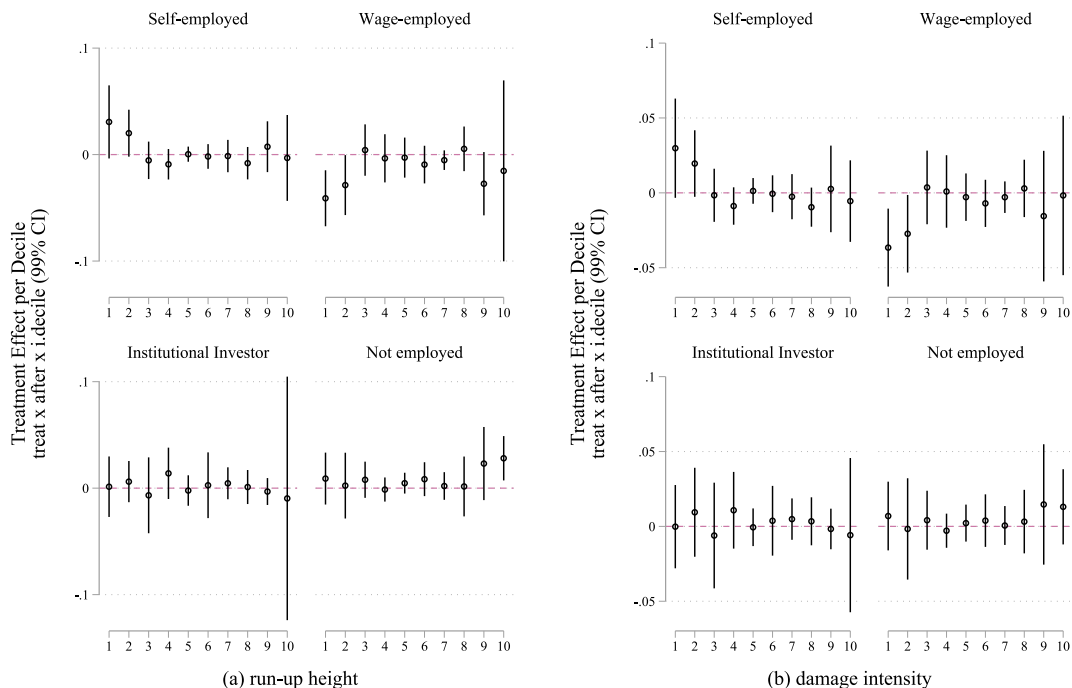 Self-employed
Wage-employed
.1
0
-.1
1 2 3 4 5 6 7 8 9 10
1 2 3 4 5 6 7 8 9 10
Institutional Investor
Not employed
.1
0
-.1
1 2 3 4 5 6 7 8 9 10
1 2 3 4 5 6 7 8 9 10
Treatment Effect per Decile
treat x after x i.decile (99% CI)
(a) run-up height
Self-employed
Wage-employed
.1
.05
0
-.05
1 2 3 4 5 6 7 8 9 10
1 2 3 4 5 6 7 8 9 10
Institutional Investor
Not employed
.1
.05
0
-.05
1 2 3 4 5 6 7 8 9 10
1 2 3 4 5 6 7 8 9 10
Treatment Effect per Decile
treat x after x i.decile (99% CI)
(b) damage intensity